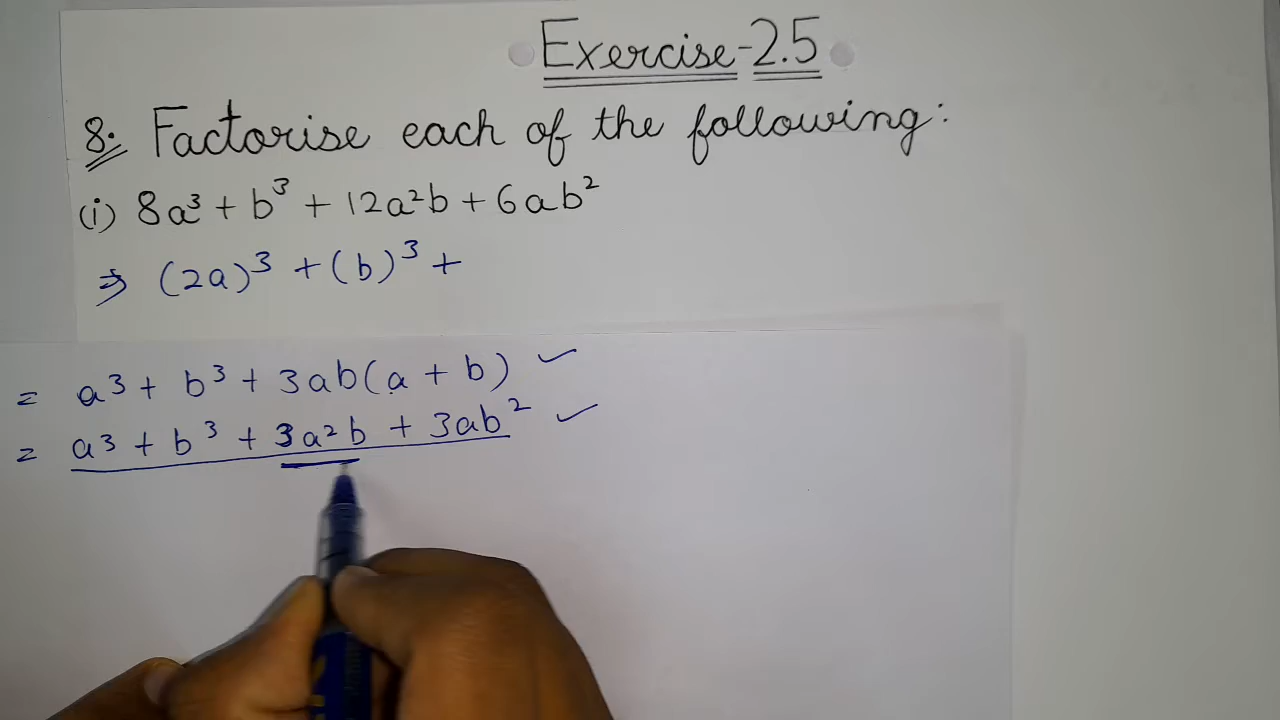 Exercise-2.5
8. Factorise each of the following:
(i) 8a³ + b³ + 12a²b + 6ab²
⇒ (2a)³ + (b)³ +
= a³ + b³ + 3ab(a + b) ✓
= a³ + b³ + 3a²b + 3ab² ✓